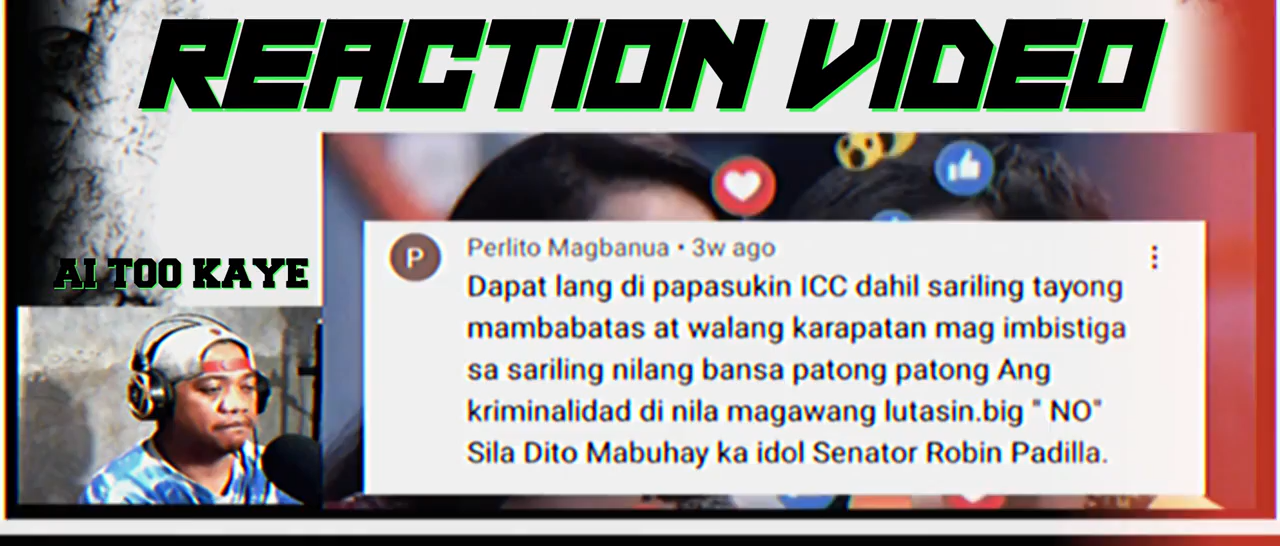 REACTION VIDEO
AI TOO KAYE
P
Perlito Magbanua • 3w ago
Dapat lang di papasukin ICC dahil sariling tayong
mambabatas at walang karapatan mag imbistiga
sa sariling nilang bansa patong patong Ang
kriminalidad di nila magawang lutasin.big " NO"
Sila Dito Mabuhay ka idol Senator Robin Padilla.